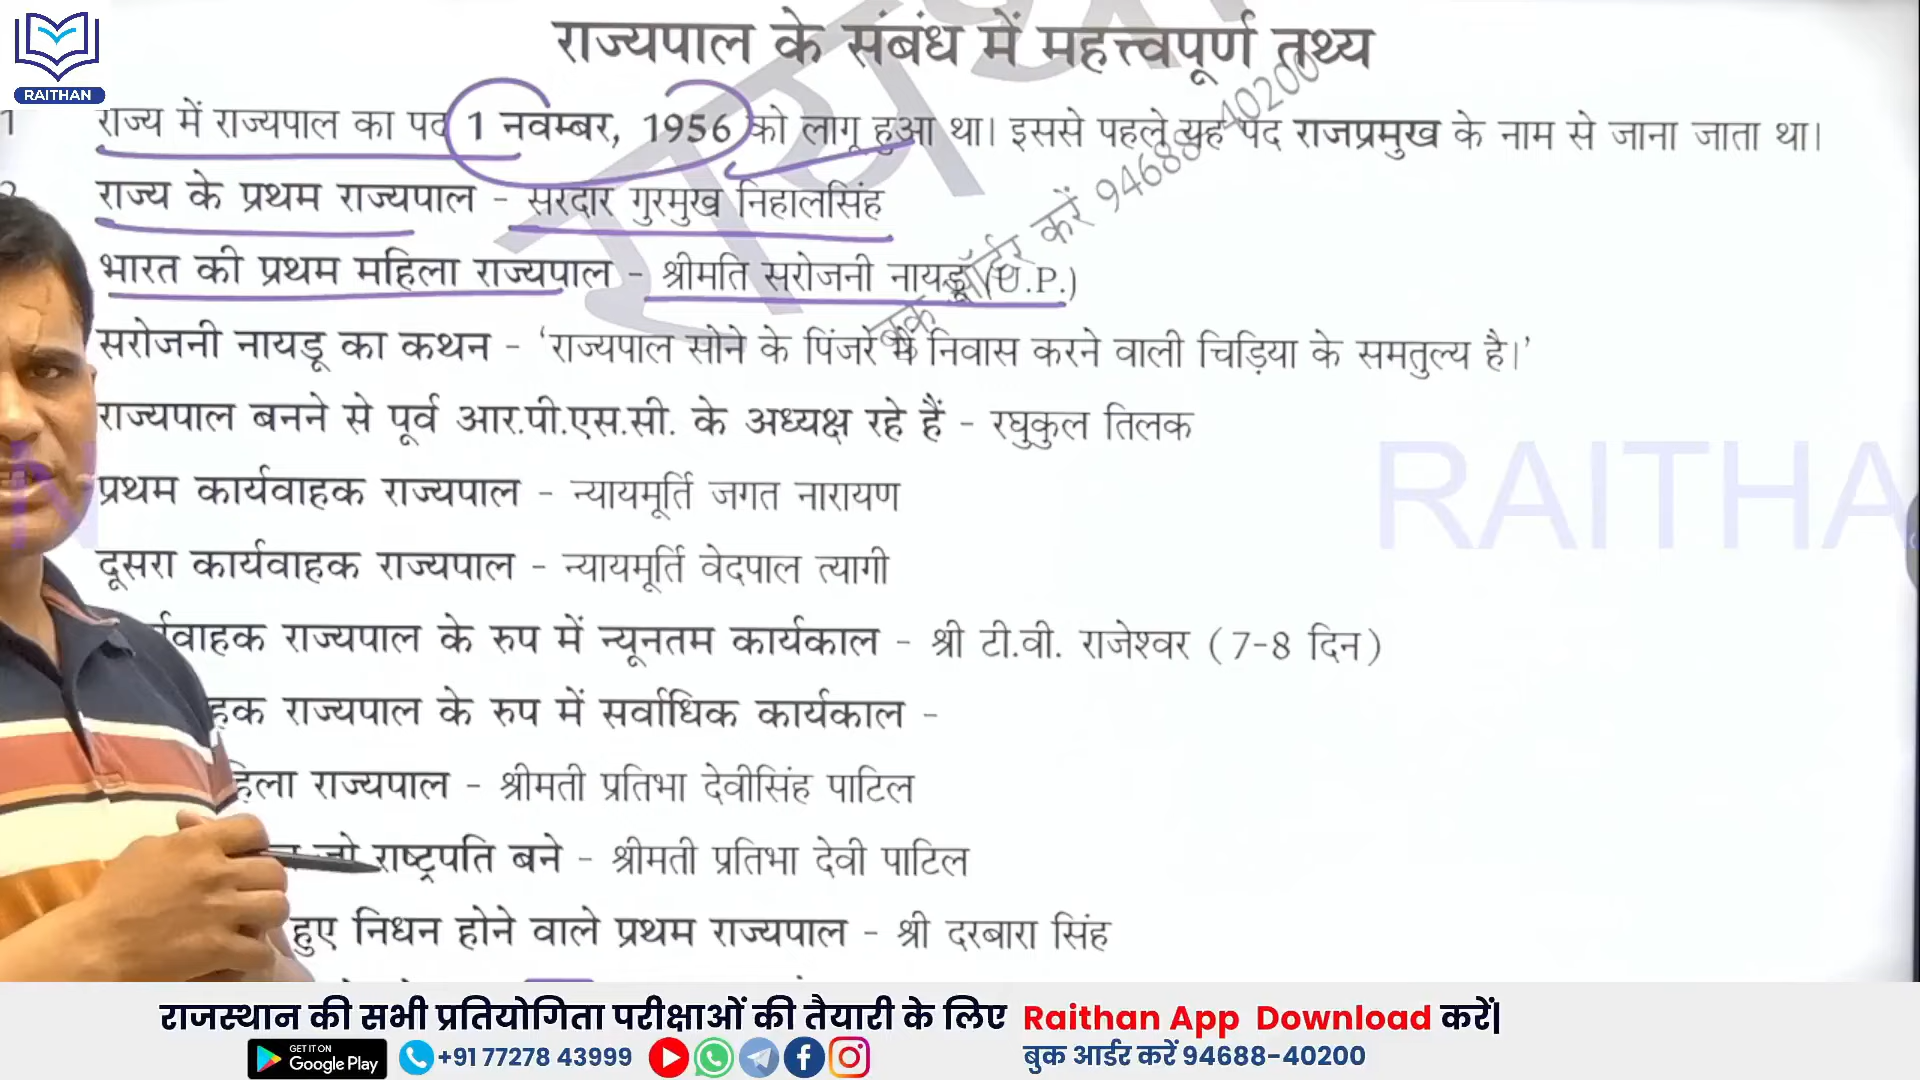 राज्यपाल के संबंध में महत्त्वपूर्ण तथ्य
RAITHAN
1 राज्य में राज्यपाल का पद 1 नवम्बर, 1956 को लागू हुआ था। इससे पहले यह पद राजप्रमुख के नाम से जाना जाता था।
राज्य के प्रथम राज्यपाल - सरदार गुरमुख निहालसिंह
भारत की प्रथम महिला राज्यपाल - श्रीमति सरोजनी नायडू (U.P.)
बुक ऑर्डर करें 94688-40200
सरोजनी नायडू का कथन - ‘राज्यपाल सोने के पिंजरे में निवास करने वाली चिड़िया के समतुल्य है।’
राज्यपाल बनने से पूर्व आर.पी.एस.सी. के अध्यक्ष रहे हैं - रघुकुल तिलक
RAITHA
प्रथम कार्यवाहक राज्यपाल - न्यायमूर्ति जगत नारायण
दूसरा कार्यवाहक राज्यपाल - न्यायमूर्ति वेदपाल त्यागी
राज्यपाल के रुप में न्यूनतम कार्यकाल - श्री टी.वी. राजेश्वर (7-8 दिन)
राज्यपाल के रुप में सर्वाधिक कार्यकाल -
राज्यपाल - श्रीमती प्रतिभा देवीसिंह पाटिल
जो राष्ट्रपति बने - श्रीमती प्रतिभा देवी पाटिल
हुए निधन होने वाले प्रथम राज्यपाल - श्री दरबारा सिंह
राजस्थान की सभी प्रतियोगिता परीक्षाओं की तैयारी के लिए Raithan App Download करें|
GET IT ON
Google Play
+91 77278 43999
बुक आर्डर करें 94688-40200